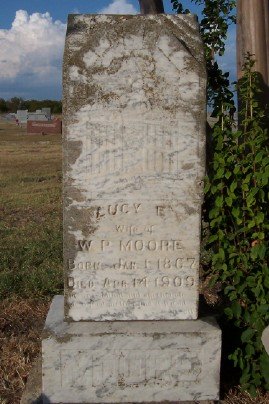 LUCY E.
Wife of
W. P. MOORE
Born Jan. 1. 1867
Died Apr. 14. 1909
MOORE